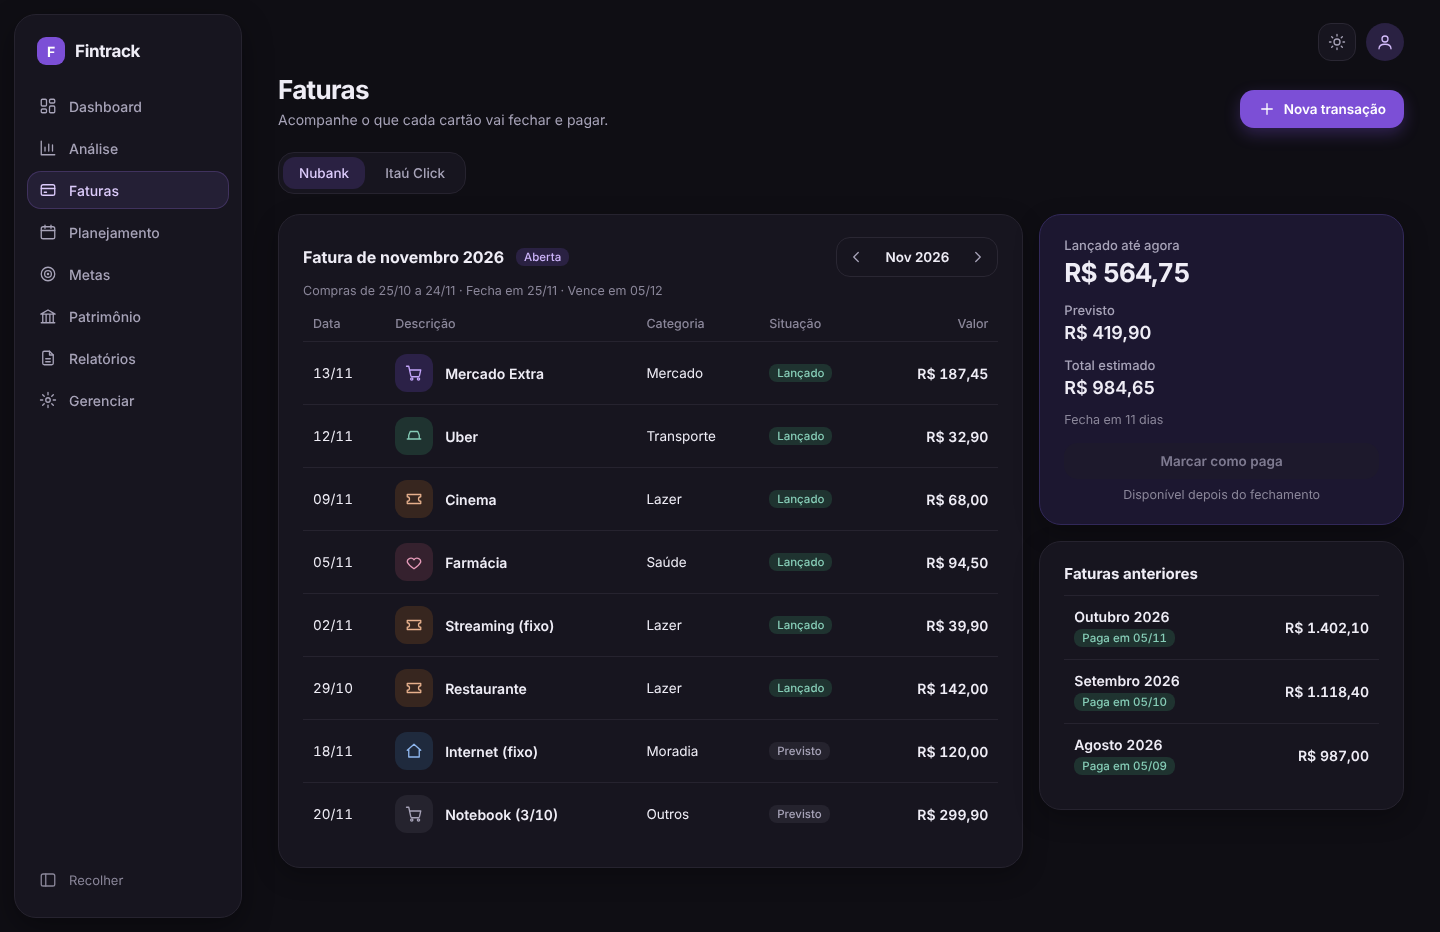 F Fintrack
Dashboard
Análise
Faturas
Planejamento
Metas
Patrimônio
Relatórios
Gerenciar
Recolher
Faturas
Acompanhe o que cada cartão vai fechar e pagar.
Nova transação
Nubank Itaú Click
Fatura de novembro 2026 Aberta
Nov 2026
Compras de 25/10 a 24/11 · Fecha em 25/11 · Vence em 05/12
Data Descrição Categoria Situação Valor
13/11 Mercado Extra Mercado Lançado R$ 187,45
12/11 Uber Transporte Lançado R$ 32,90
09/11 Cinema Lazer Lançado R$ 68,00
05/11 Farmácia Saúde Lançado R$ 94,50
02/11 Streaming (fixo) Lazer Lançado R$ 39,90
29/10 Restaurante Lazer Lançado R$ 142,00
18/11 Internet (fixo) Moradia Previsto R$ 120,00
20/11 Notebook (3/10) Outros Previsto R$ 299,90
Lançado até agora
R$ 564,75
Previsto
R$ 419,90
Total estimado
R$ 984,65
Fecha em 11 dias
Marcar como paga
Disponível depois do fechamento
Faturas anteriores
Outubro 2026
Paga em 05/11
R$ 1.402,10
Setembro 2026
Paga em 05/10
R$ 1.118,40
Agosto 2026
Paga em 05/09
R$ 987,00